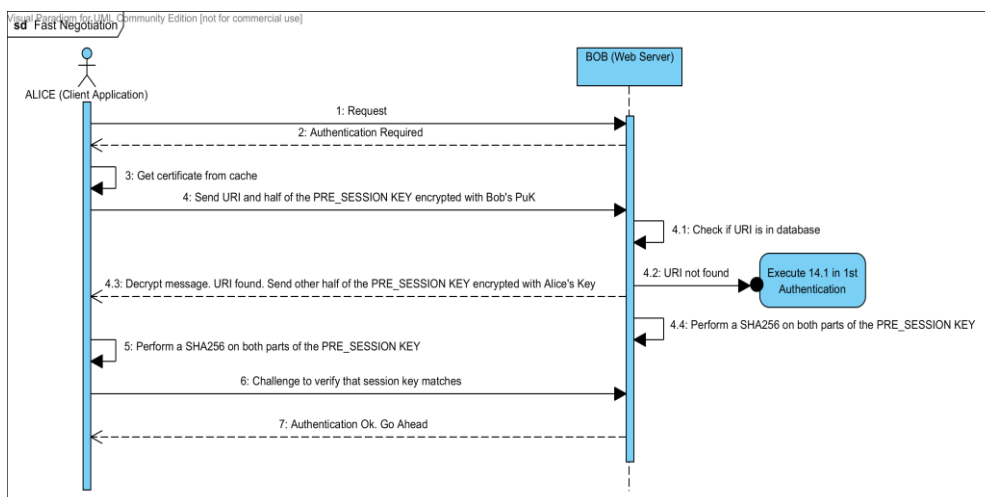 Visual Paradigm for UML Community Edition [not for commercial use]
sd Fast Negotiation
BOB (Web Server)
ALICE (Client Application)
1: Request
2: Authentication Required
3: Get certificate from cache
4: Send URI and half of the PRE_SESSION KEY encrypted with Bob's PuK
4.1: Check if URI is in database
4.2: URI not found
Execute 14.1 in 1st
Authentication
4.3: Decrypt message. URI found. Send other half of the PRE_SESSION KEY encrypted with Alice's Key
4.4: Perform a SHA256 on both parts of the PRE_SESSION KEY
5: Perform a SHA256 on both parts of the PRE_SESSION KEY
6: Challenge to verify that session key matches
7: Authentication Ok. Go Ahead